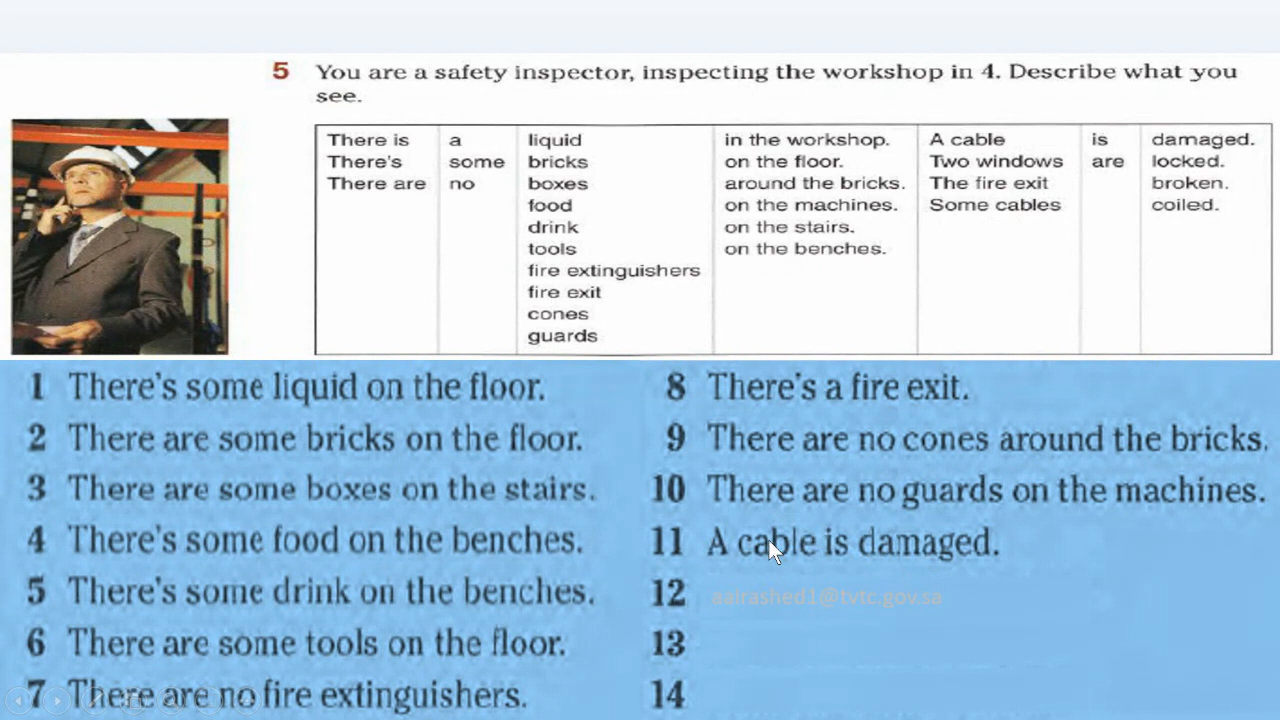 5 You are a safety inspector, inspecting the workshop in 4. Describe what you
see.
There is a liquid in the workshop. A cable is damaged.
There's some bricks on the floor. Two windows are locked.
There are no boxes around the bricks. The fire exit broken.
food on the machines. Some cables coiled.
drink on the stairs.
tools on the benches.
fire extinguishers
fire exit
cones
guards
1 There's some liquid on the floor.
2 There are some bricks on the floor.
3 There are some boxes on the stairs.
4 There's some food on the benches.
5 There's some drink on the benches.
6 There are some tools on the floor.
7 There are no fire extinguishers.
8 There's a fire exit.
9 There are no cones around the bricks.
10 There are no guards on the machines.
11 A cable is damaged.
12 aalrashed1@tvtc.gov.sa
13
14